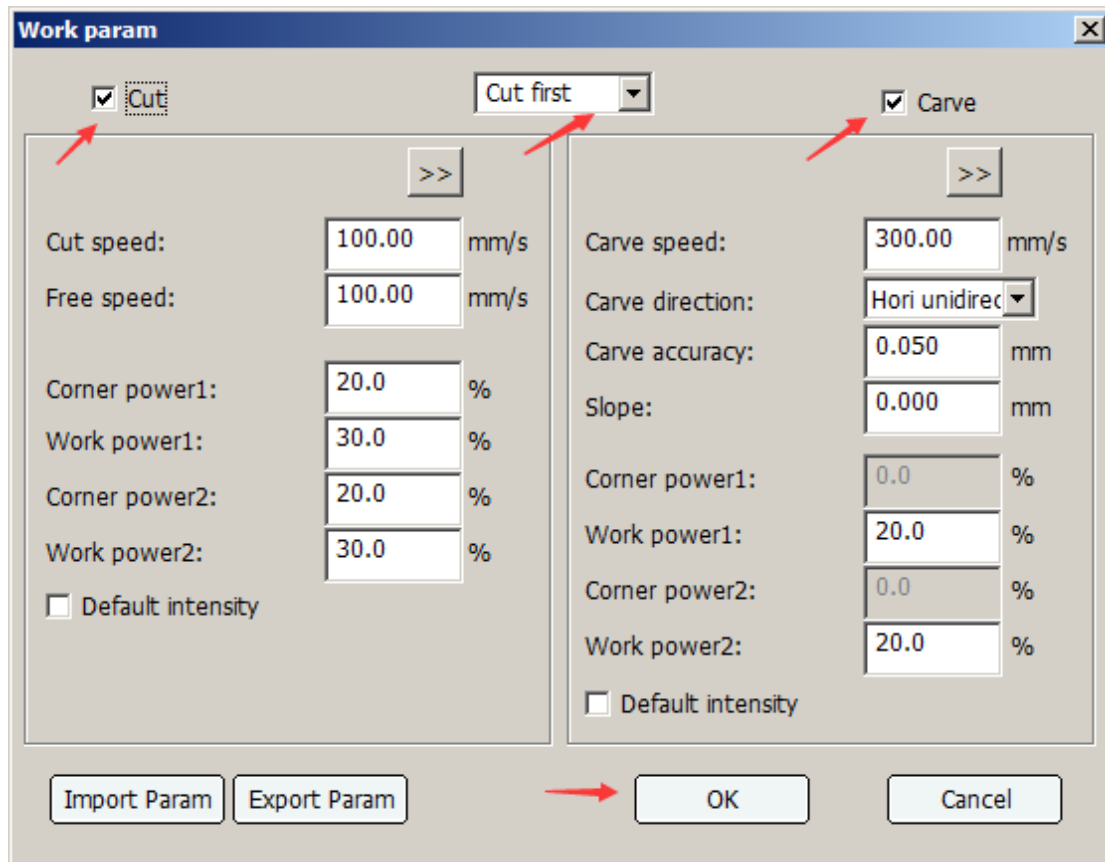 Work param
Cut
Cut first
Carve
>>
Cut speed: 100.00 mm/s
Free speed: 100.00 mm/s
Corner power1: 20.0 %
Work power1: 30.0 %
Corner power2: 20.0 %
Work power2: 30.0 %
Default intensity
>>
Carve speed: 300.00 mm/s
Carve direction: Hori unidirec
Carve accuracy: 0.050 mm
Slope: 0.000 mm
Corner power1: 0.0 %
Work power1: 20.0 %
Corner power2: 0.0 %
Work power2: 20.0 %
Default intensity
Import Param
Export Param
OK
Cancel